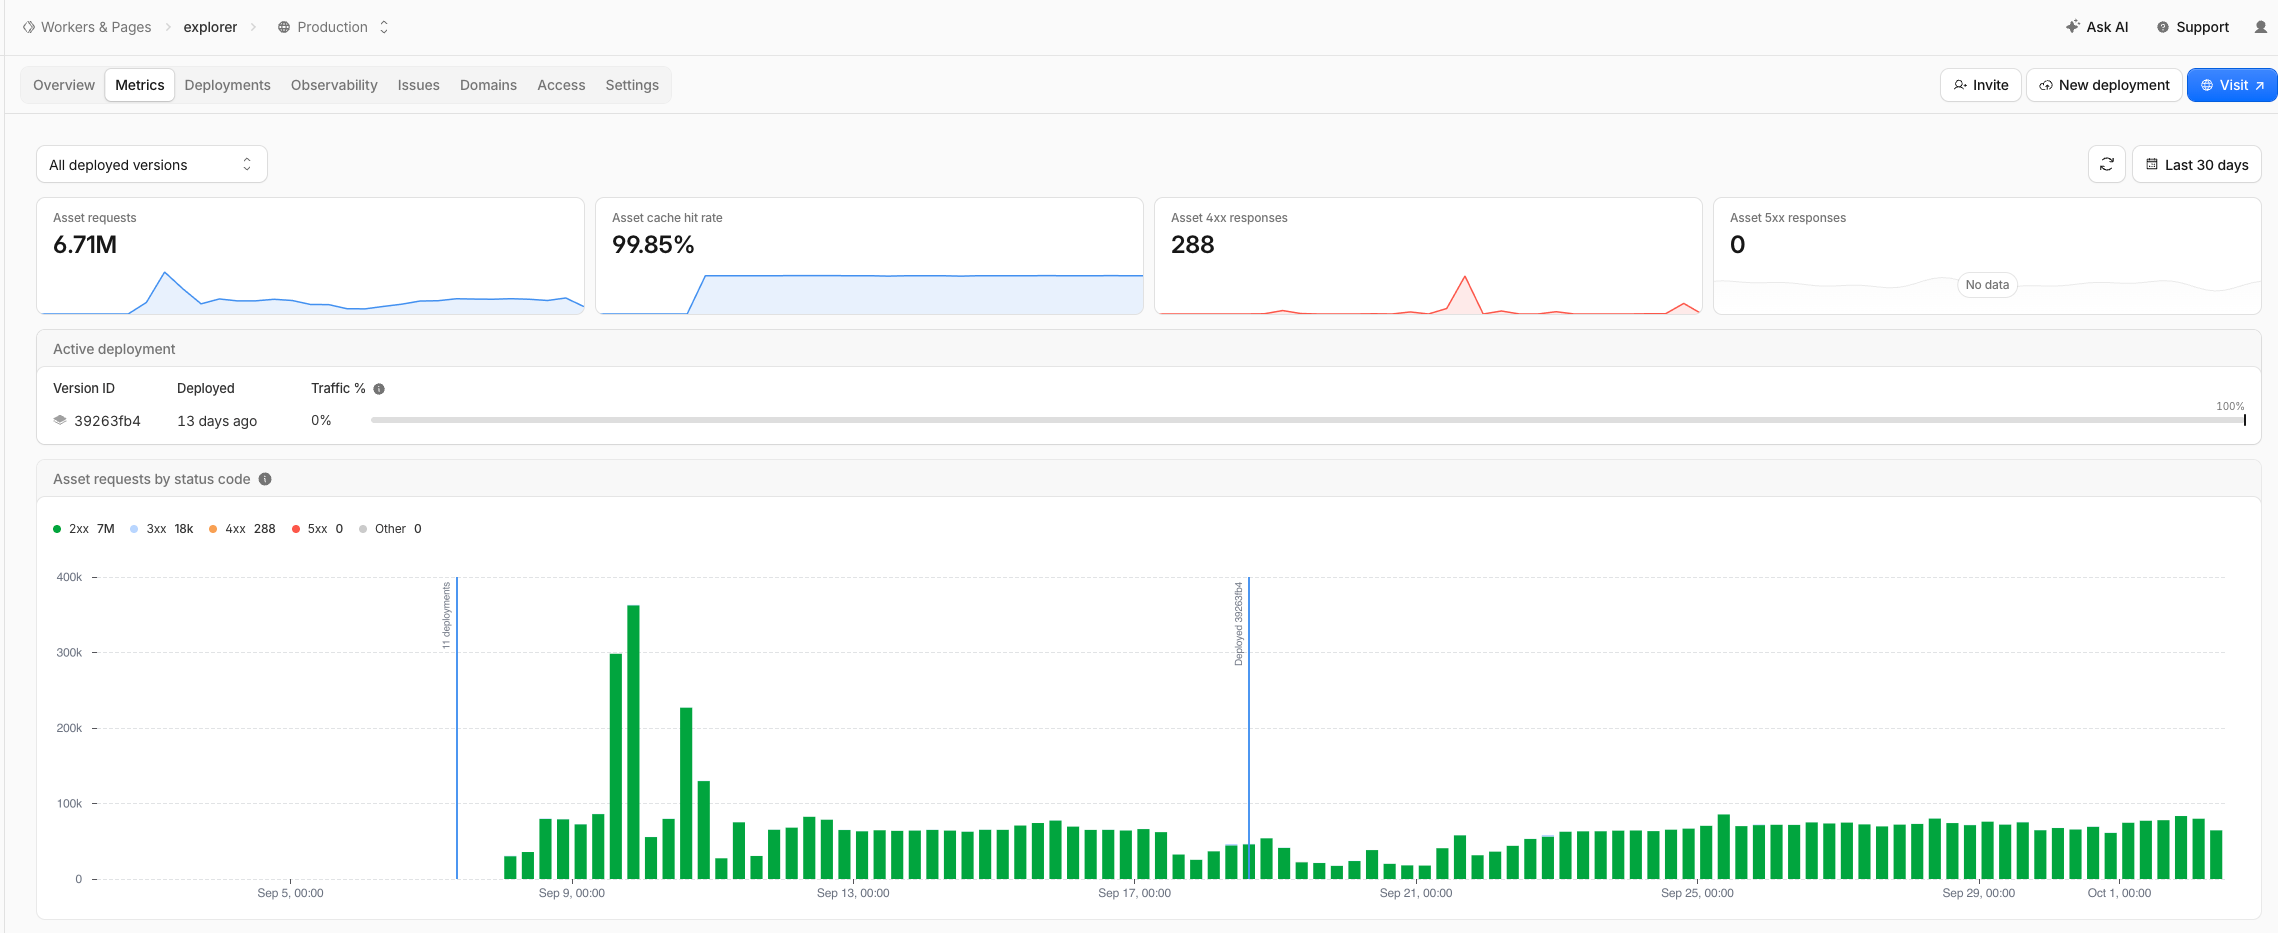 Workers & Pages
explorer
Production
Ask AI
Support
Overview
Metrics
Deployments
Observability
Issues
Domains
Access
Settings
Invite
New deployment
Visit
All deployed versions
Last 30 days
Asset requests
6.71M
Asset cache hit rate
99.85%
Asset 4xx responses
288
Asset 5xx responses
0
No data
Active deployment
Version ID
Deployed
Traffic %
39263fb4
13 days ago
0%
100%
Asset requests by status code
2xx 7M
3xx 18k
4xx 288
5xx 0
Other 0
400k
300k
200k
100k
0
11 deployments
Deployed 39263fb4
Sep 5, 00:00
Sep 9, 00:00
Sep 13, 00:00
Sep 17, 00:00
Sep 21, 00:00
Sep 25, 00:00
Sep 29, 00:00
Oct 1, 00:00